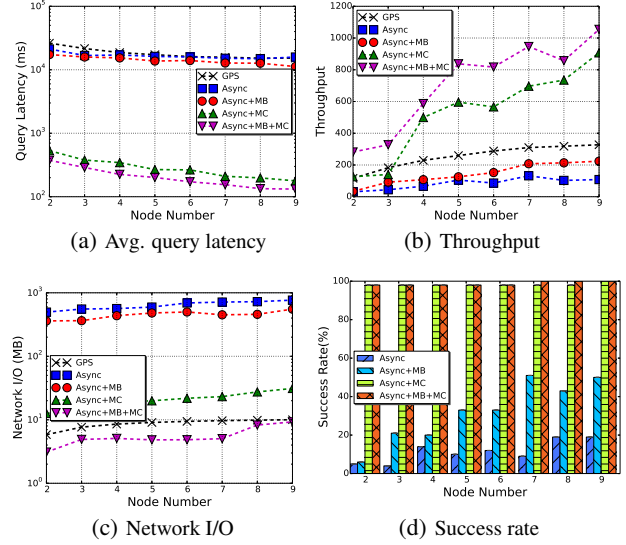 10^5
10^4
10^3
10^2
Query Latency (ms)
GPS
Async
Async+MB
Async+MC
Async+MB+MC
2 3 4 5 6 7 8 9
Node Number
(a) Avg. query latency
1200
1000
800
600
400
200
0
Throughput
GPS
Async
Async+MB
Async+MC
Async+MB+MC
2 3 4 5 6 7 8 9
Node Number
(b) Throughput
10^3
10^2
10^1
10^0
Network I/O (MB)
GPS
Async
Async+MB
Async+MC
Async+MB+MC
2 3 4 5 6 7 8 9
Node Number
(c) Network I/O
100
80
60
40
20
0
Success Rate(%)
Async
Async+MB
Async+MC
Async+MB+MC
2 3 4 5 6 7 8 9
Node Number
(d) Success rate